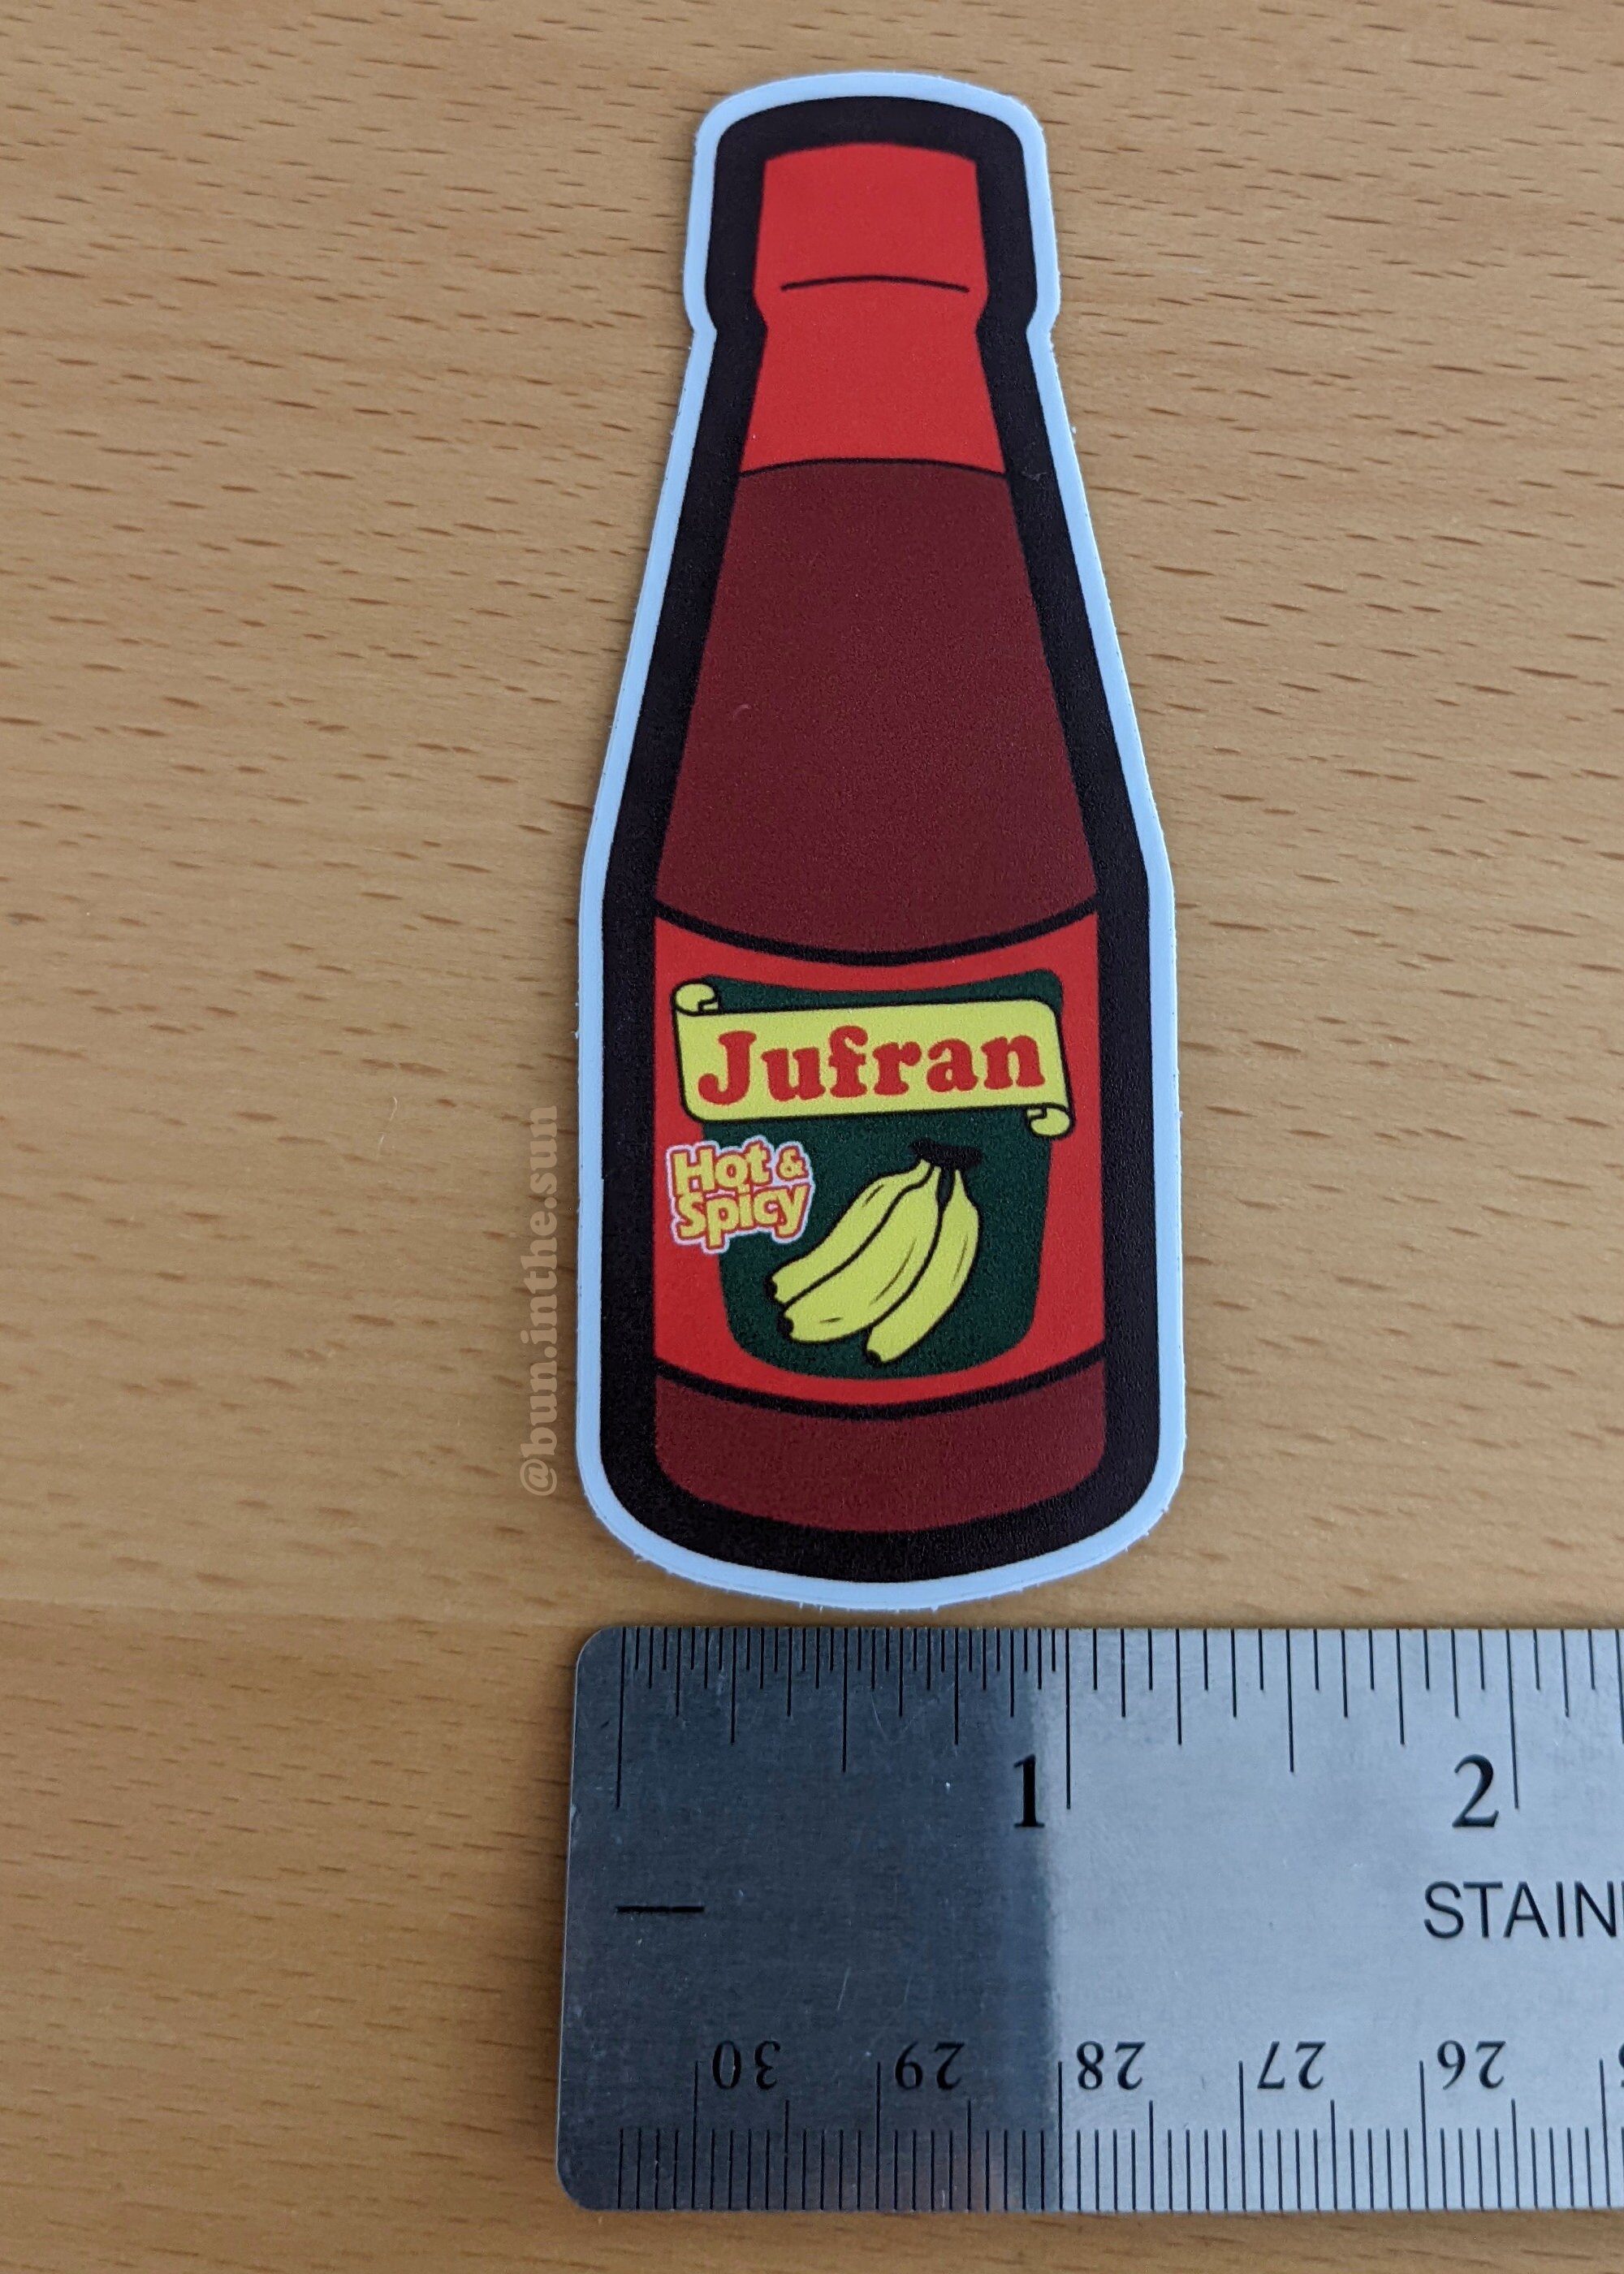 Jufran
Hot &
Spicy
@bun.inthe.sun
1 2
STAIN
30 29 28 27 26